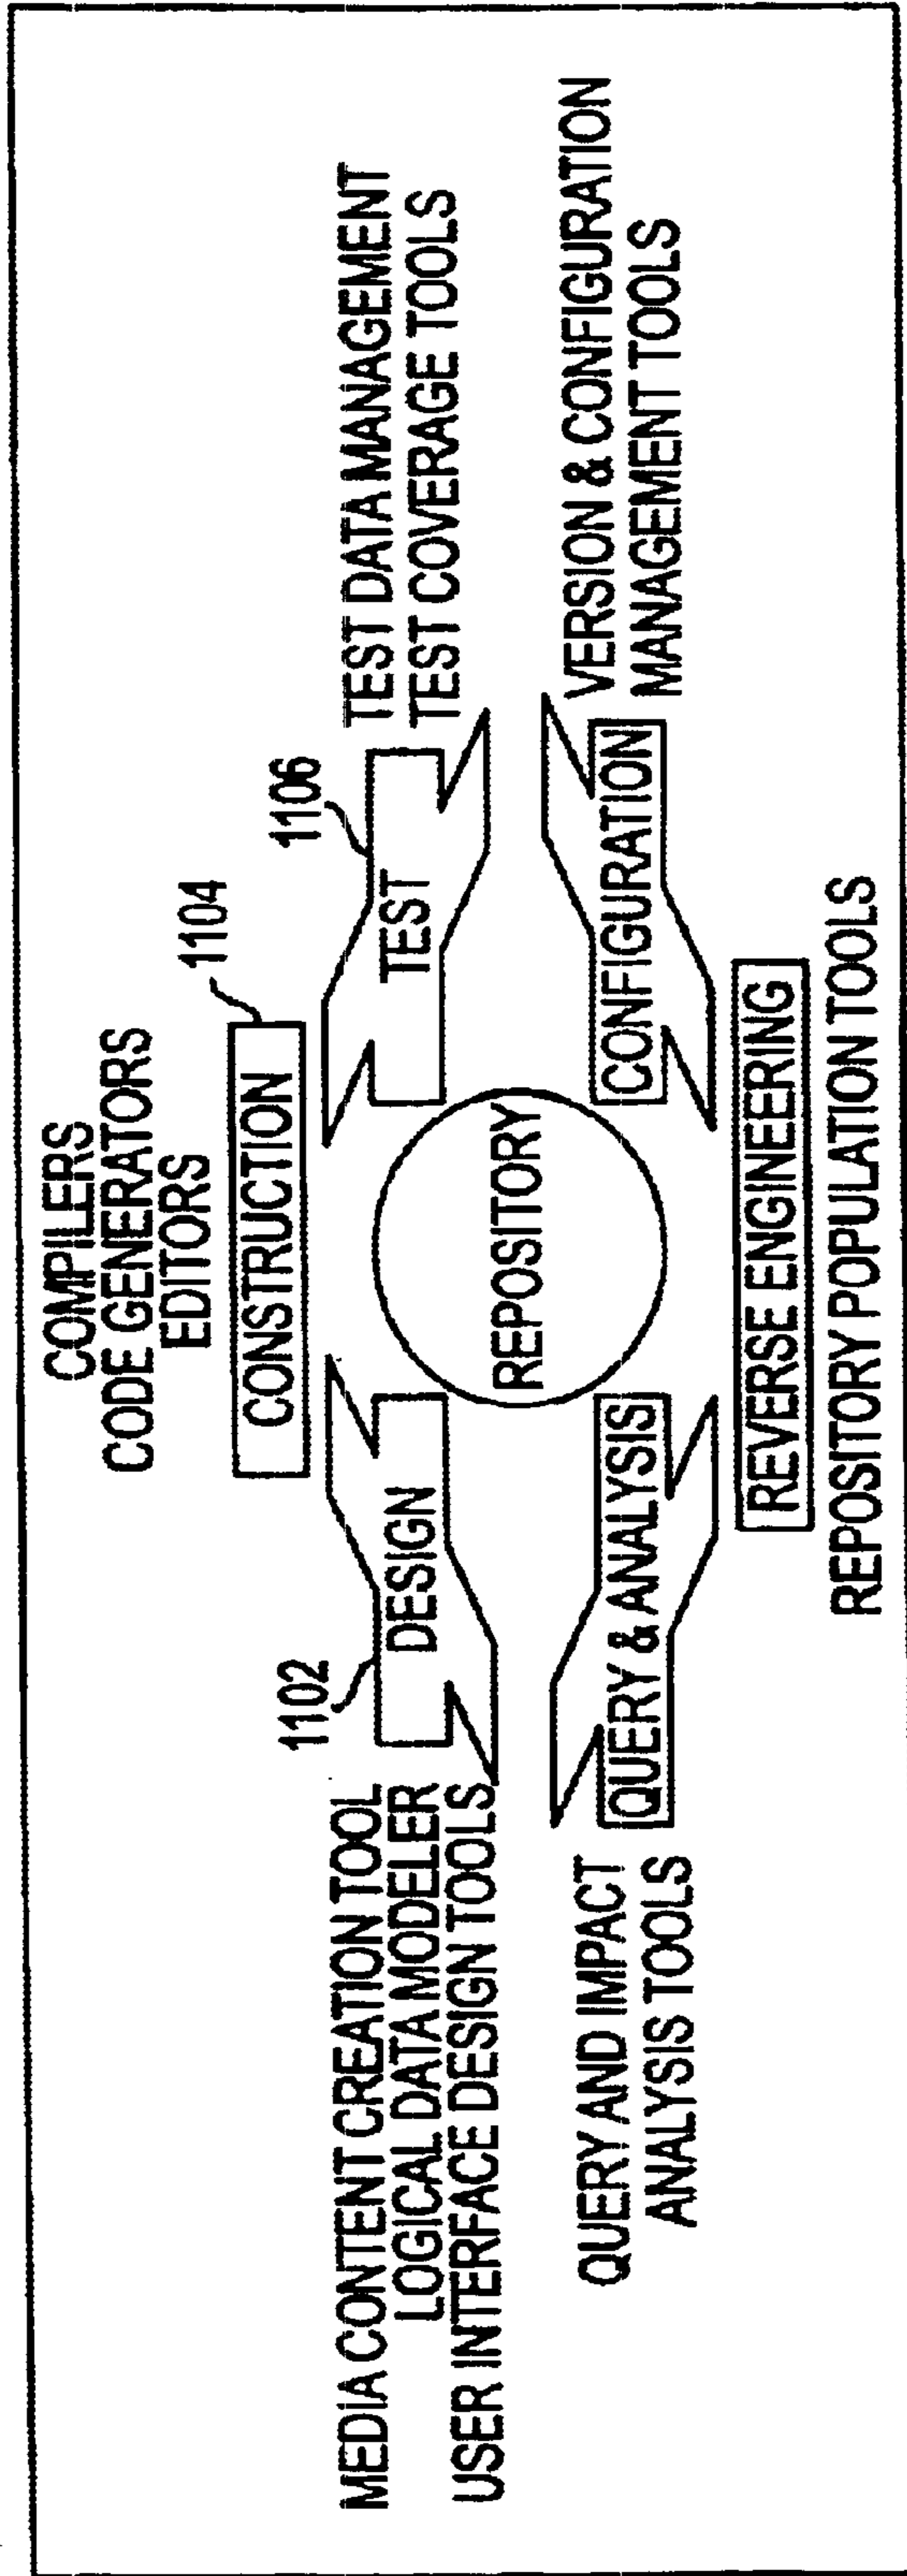 COMPILERS
CODE GENERATORS
EDITORS
CONSTRUCTION
1104
1102
1106
MEDIA CONTENT CREATION TOOL
LOGICAL DATA MODELER
USER INTERFACE DESIGN TOOLS
DESIGN
TEST
TEST DATA MANAGEMENT
TEST COVERAGE TOOLS
REPOSITORY
QUERY AND IMPACT
ANALYSIS TOOLS
QUERY & ANALYSIS
CONFIGURATION
VERSION & CONFIGURATION
MANAGEMENT TOOLS
REVERSE ENGINEERING
REPOSITORY POPULATION TOOLS